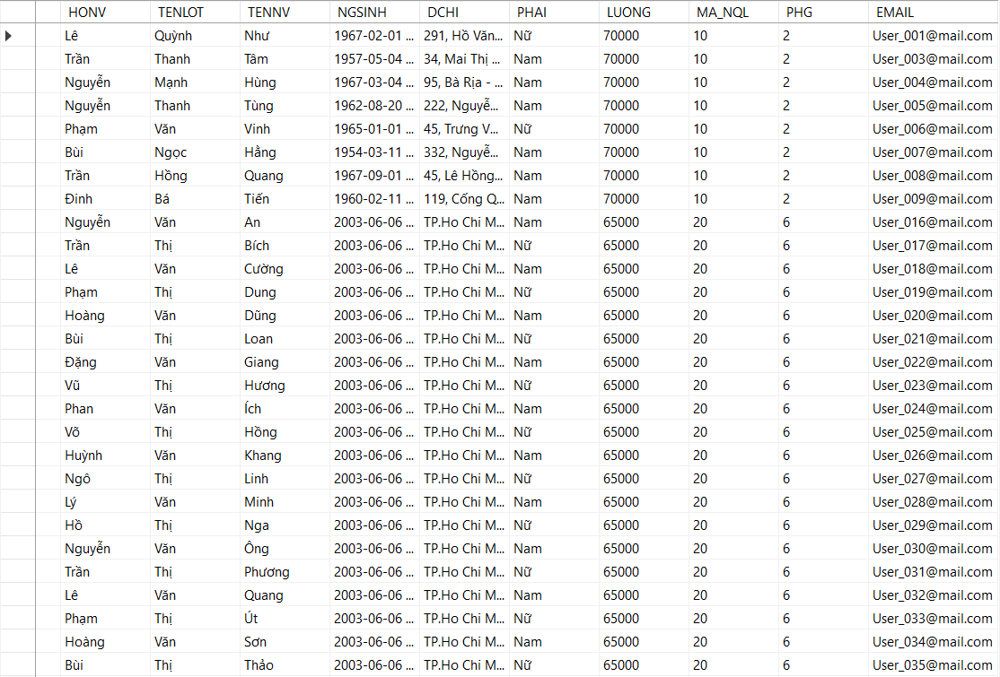 HONV TENLOT TENNV NGSINH DCHI PHAI LUONG MA_NQL PHG EMAIL
Lê Quỳnh Như 1967-02-01 ... 291, Hồ Văn... Nữ 70000 10 2 User_001@mail.com
Trần Thanh Tâm 1957-05-04 ... 34, Mai Thị ... Nam 70000 10 2 User_003@mail.com
Nguyễn Mạnh Hùng 1967-03-04 ... 95, Bà Rịa - ... Nam 70000 10 2 User_004@mail.com
Nguyễn Thanh Tùng 1962-08-20 ... 222, Nguyễ... Nam 70000 10 2 User_005@mail.com
Phạm Văn Vinh 1965-01-01 ... 45, Trưng V... Nữ 70000 10 2 User_006@mail.com
Bùi Ngọc Hằng 1954-03-11 ... 332, Nguyễ... Nam 70000 10 2 User_007@mail.com
Trần Hồng Quang 1967-09-01 ... 45, Lê Hồng... Nam 70000 10 2 User_008@mail.com
Đinh Bá Tiến 1960-02-11 ... 119, Cống Q... Nam 70000 10 2 User_009@mail.com
Nguyễn Văn An 2003-06-06 ... TP.Ho Chi M... Nam 65000 20 6 User_016@mail.com
Trần Thị Bích 2003-06-06 ... TP.Ho Chi M... Nữ 65000 20 6 User_017@mail.com
Lê Văn Cường 2003-06-06 ... TP.Ho Chi M... Nam 65000 20 6 User_018@mail.com
Phạm Thị Dung 2003-06-06 ... TP.Ho Chi M... Nữ 65000 20 6 User_019@mail.com
Hoàng Văn Dũng 2003-06-06 ... TP.Ho Chi M... Nam 65000 20 6 User_020@mail.com
Bùi Thị Loan 2003-06-06 ... TP.Ho Chi M... Nữ 65000 20 6 User_021@mail.com
Đặng Văn Giang 2003-06-06 ... TP.Ho Chi M... Nam 65000 20 6 User_022@mail.com
Vũ Thị Hương 2003-06-06 ... TP.Ho Chi M... Nữ 65000 20 6 User_023@mail.com
Phan Văn Ích 2003-06-06 ... TP.Ho Chi M... Nam 65000 20 6 User_024@mail.com
Võ Thị Hồng 2003-06-06 ... TP.Ho Chi M... Nữ 65000 20 6 User_025@mail.com
Huỳnh Văn Khang 2003-06-06 ... TP.Ho Chi M... Nam 65000 20 6 User_026@mail.com
Ngô Thị Linh 2003-06-06 ... TP.Ho Chi M... Nữ 65000 20 6 User_027@mail.com
Lý Văn Minh 2003-06-06 ... TP.Ho Chi M... Nam 65000 20 6 User_028@mail.com
Hồ Thị Nga 2003-06-06 ... TP.Ho Chi M... Nữ 65000 20 6 User_029@mail.com
Nguyễn Văn Ông 2003-06-06 ... TP.Ho Chi M... Nam 65000 20 6 User_030@mail.com
Trần Thị Phương 2003-06-06 ... TP.Ho Chi M... Nữ 65000 20 6 User_031@mail.com
Lê Văn Quang 2003-06-06 ... TP.Ho Chi M... Nam 65000 20 6 User_032@mail.com
Phạm Thị Út 2003-06-06 ... TP.Ho Chi M... Nữ 65000 20 6 User_033@mail.com
Hoàng Văn Sơn 2003-06-06 ... TP.Ho Chi M... Nam 65000 20 6 User_034@mail.com
Bùi Thị Thảo 2003-06-06 ... TP.Ho Chi M... Nữ 65000 20 6 User_035@mail.com